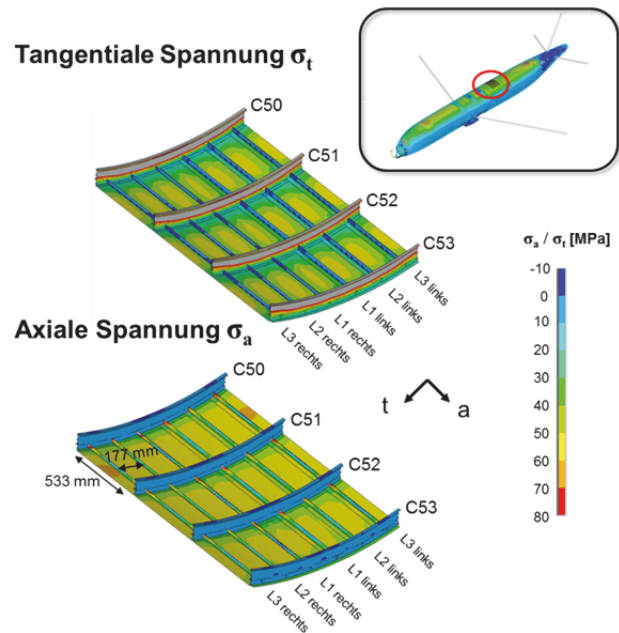 Tangentiale Spannung σt
C50
C51
C52
C53
L3 links
L2 links
L1 links
L1 rechts
L2 rechts
L3 rechts
σa / σt [MPa]
-10
0
10
20
30
40
50
60
70
80
Axiale Spannung σa
C50
C51
C52
C53
t
a
177 mm
533 mm
L3 links
L2 links
L1 links
L1 rechts
L2 rechts
L3 rechts